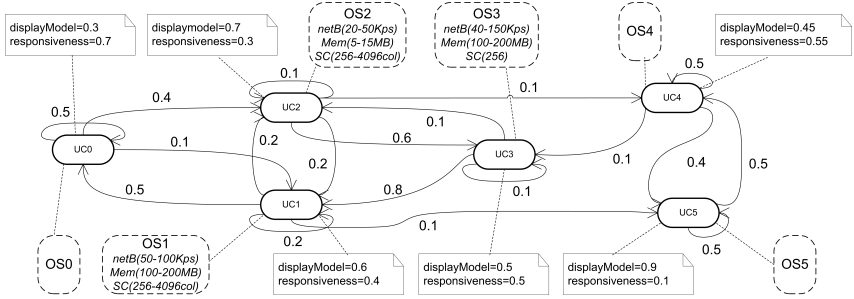 displayModel=0.3
responsiveness=0.7
displaymodel=0.7
responsiveness=0.3
OS2
netB(20-50Kps)
Mem(5-15MB)
SC(256-4096col)
OS3
netB(40-150Kps)
Mem(100-200MB)
SC(256)
OS4
displayModel=0.45
responsiveness=0.55
0.1
0.5
0.1
0.4
0.5
UC2
UC4
0.1
0.1
0.2
0.6
UC0
UC3
0.1
0.2
0.4
0.5
0.5
0.8
0.1
UC1
UC5
0.1
0.2
0.5
OS0
OS1
netB(50-100Kps)
Mem(100-200MB)
SC(256-4096col)
displayModel=0.6
responsiveness=0.4
displayModel=0.5
responsiveness=0.5
displayModel=0.9
responsiveness=0.1
OS5